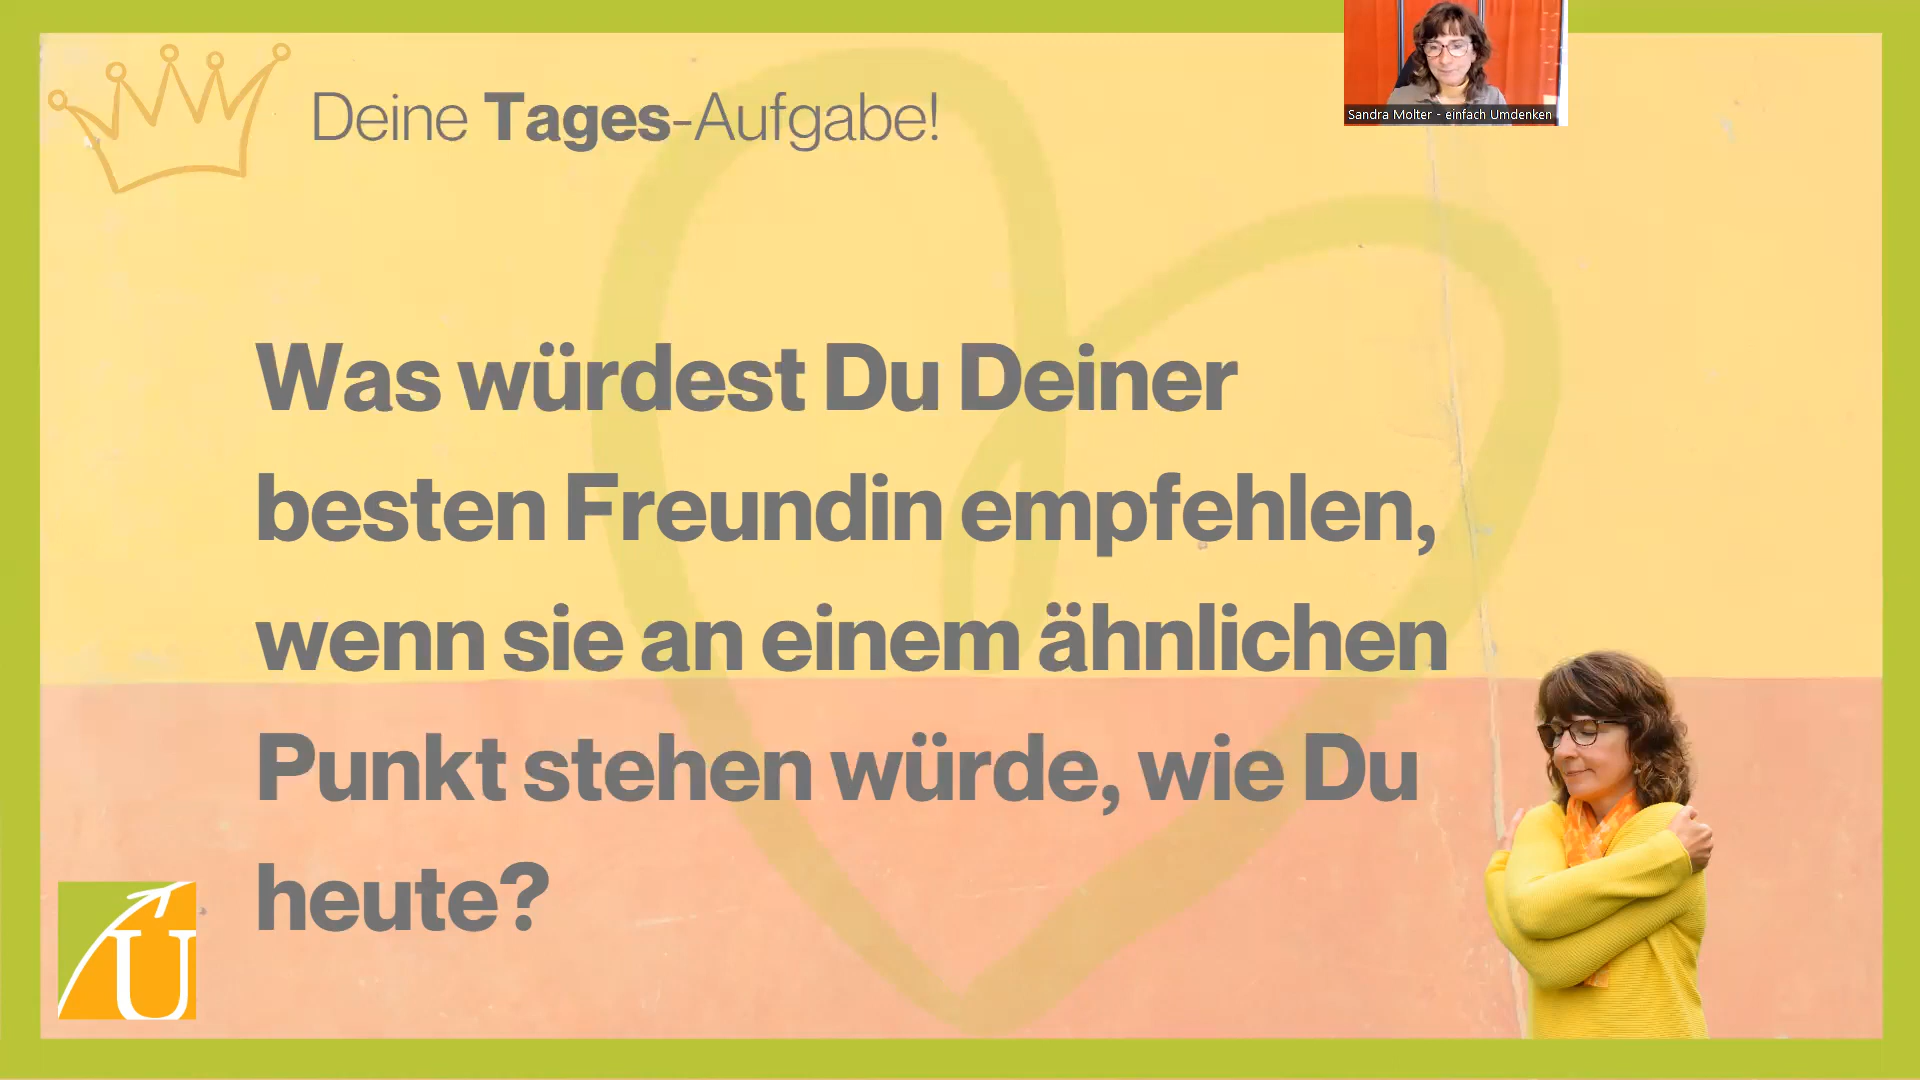 Sandra Molter - einfach Umdenken
Deine Tages-Aufgabe!
Was würdest Du Deiner
besten Freundin empfehlen,
wenn sie an einem ähnlichen
Punkt stehen würde, wie Du
heute?
U